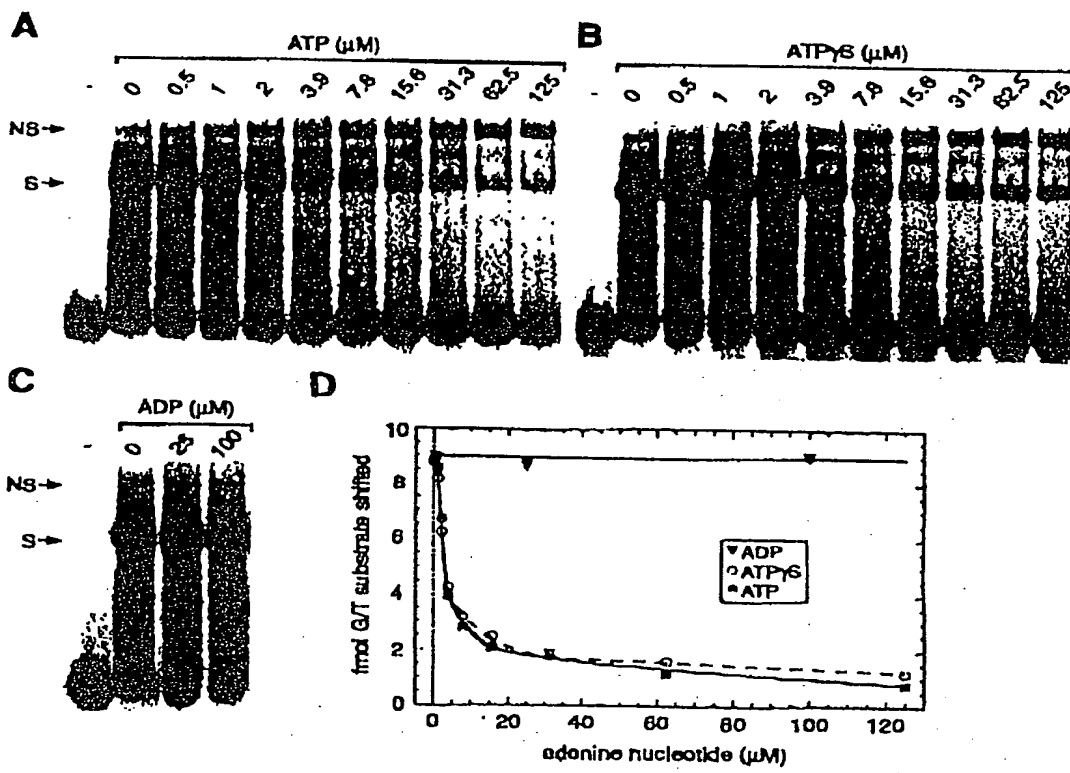 A
ATP (μM)
- 0 0.5 1 2 3.9 7.8 15.6 31.3 62.5 125
NS→
S→
B
ATPγS (μM)
- 0 0.5 1 2 3.9 7.8 15.6 31.3 62.5 125
C
ADP (μM)
- 0 25 100
NS→
S→
D
fmol G/T substrate shifted
10
8
6
4
2
0
ADP
ATPγS
ATP
0 20 40 60 80 100 120
adenine nucleotide (μM)